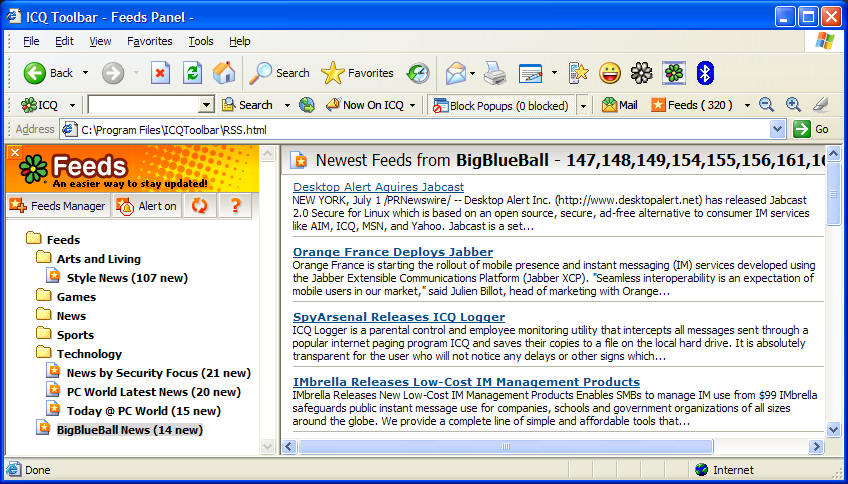 ICQ Toolbar - Feeds Panel -
File Edit View Favorites Tools Help
Back Search Favorites
ICQ Search Now On ICQ Block Popups (0 blocked) Mail Feeds ( 320 )
Address C:\Program Files\ICQToolbar\RSS.html Go
Feeds
An easier way to stay updated!
Feeds Manager Alert on ?
Feeds
Arts and Living
Style News (107 new)
Games
News
Sports
Technology
News by Security Focus (21 new)
PC World Latest News (20 new)
Today @ PC World (15 new)
BigBlueBall News (14 new)
Newest Feeds from BigBlueBall - 147,148,149,154,155,156,161,16
Desktop Alert Aquires Jabcast
NEW YORK, July 1 /PRNewswire/ -- Desktop Alert Inc. (http://www.desktopalert.net) has released Jabcast
2.0 Secure for Linux which is based on an open source, secure, ad-free alternative to consumer IM services
like AIM, ICQ, MSN, and Yahoo. Jabcast is a set...
Orange France Deploys Jabber
Orange France is starting the rollout of mobile presence and instant messaging (IM) services developed using
the Jabber Extensible Communications Platform (Jabber XCP). "Seamless interoperability is an expectation of
mobile users in our market," said Julien Billot, head of marketing with Orange...
SpyArsenal Releases ICQ Logger
ICQ Logger is a parental control and employee monitoring utility that intercepts all messages sent through a
popular internet paging program ICQ and saves their copies to a file on the local hard drive. It is absolutely
transparent for the user who will not notice any delays or other signs which...
IMbrella Releases Low-Cost IM Management Products
IMbrella Releases New Low-Cost IM Management Products Enables SMBs to manage IM use from $99 IMbrella
safeguards public instant message use for companies, schools and government organizations of all sizes
around the globe. We provide a complete line of simple and affordable tools that...
Done Internet